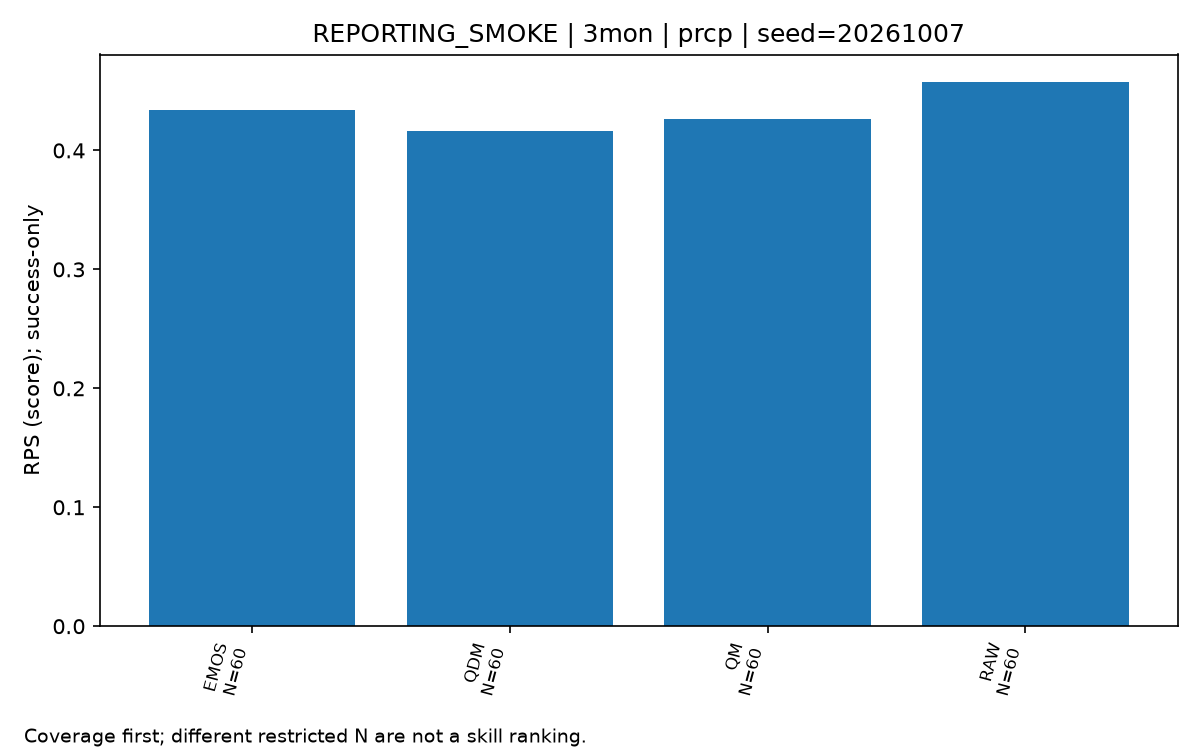 REPORTING_SMOKE | 3mon | prcp | seed=20261007
RPS (score); success-only
0.4
0.3
0.2
0.1
0.0
EMOS
N=60
QDM
N=60
QM
N=60
RAW
N=60
Coverage first; different restricted N are not a skill ranking.